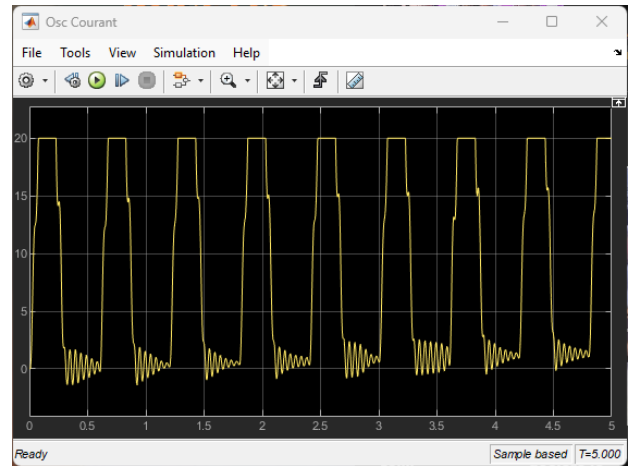 Osc Courant
File Tools View Simulation Help
20
15
10
5
0
0 0.5 1 1.5 2 2.5 3 3.5 4 4.5 5
Ready Sample based T=5.000